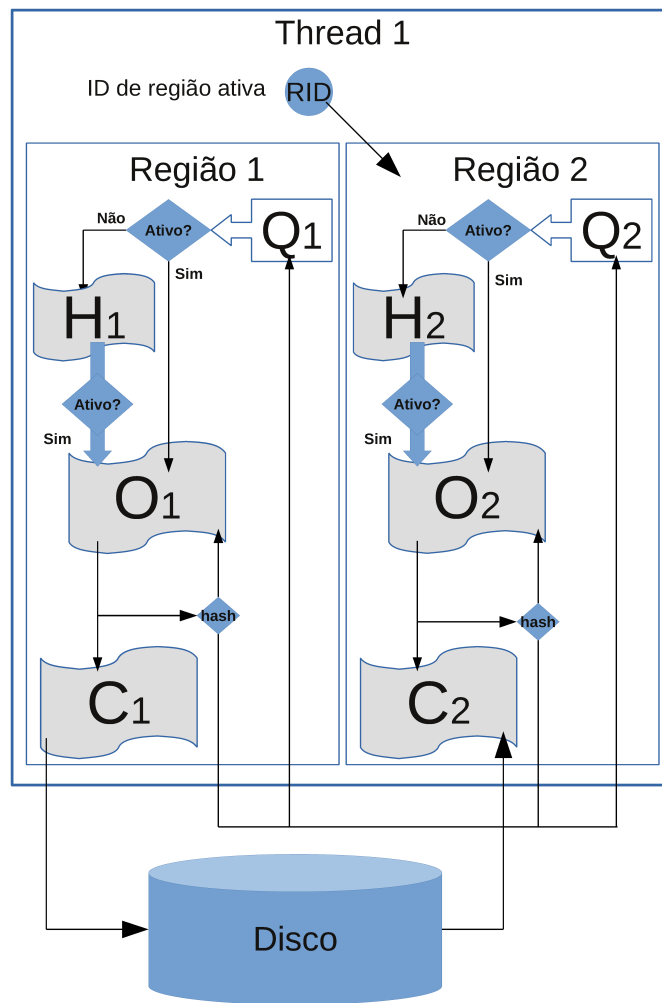 Thread 1
ID de região ativa
RID
Região 1
Região 2
Não
Ativo?
Q1
Sim
H1
Ativo?
Sim
O1
hash
C1
Não
Ativo?
Q2
Sim
H2
Ativo?
Sim
O2
hash
C2
Disco